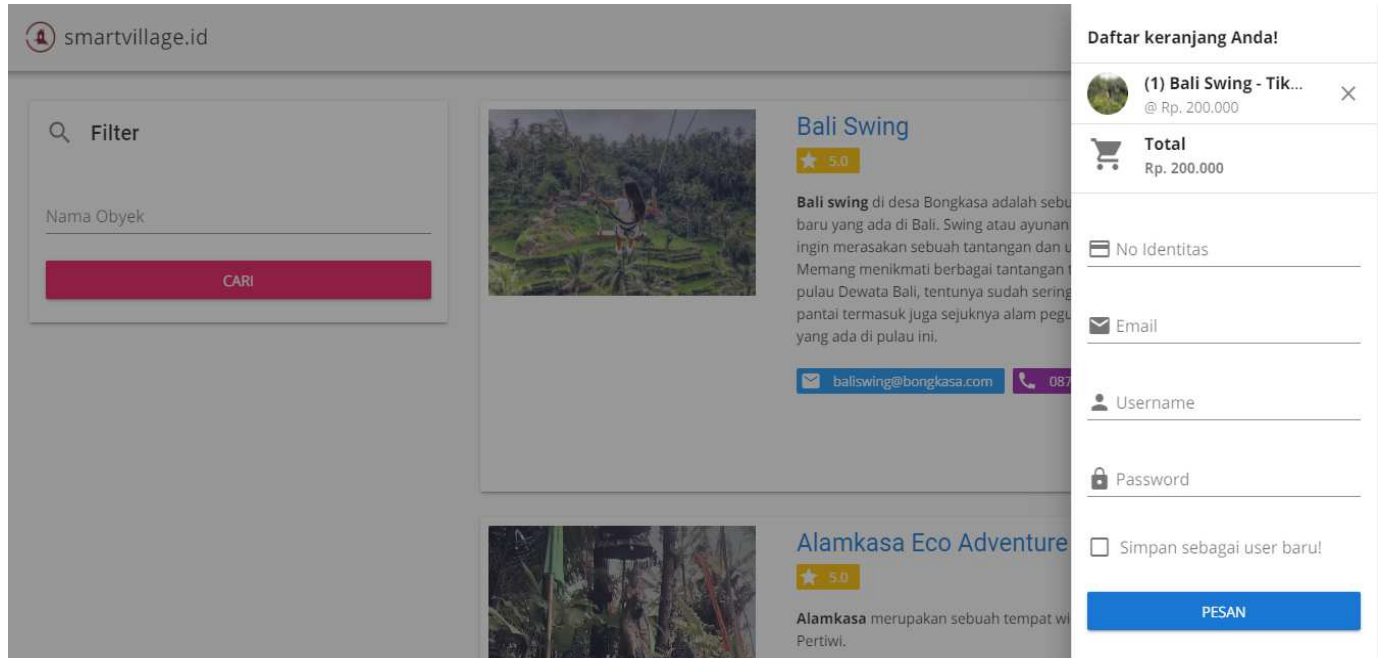 smartvillage.id
Filter
Nama Obyek
CARI
Bali Swing
5.0
Bali swing di desa Bongkasa adalah sebu
baru yang ada di Bali. Swing atau ayunan
ingin merasakan sebuah tantangan dan u
Memang menikmati berbagai tantangan t
pulau Dewata Bali, tentunya sudah sering
pantai termasuk juga sejuknya alam pegu
yang ada di pulau ini.
baliswing@bongkasa.com
087
Alamkasa Eco Adventure
5.0
Alamkasa merupakan sebuah tempat wi
Pertiwi.
Daftar keranjang Anda!
(1) Bali Swing - Tik...
@ Rp. 200.000
Total
Rp. 200.000
No Identitas
Email
Username
Password
Simpan sebagai user baru!
PESAN